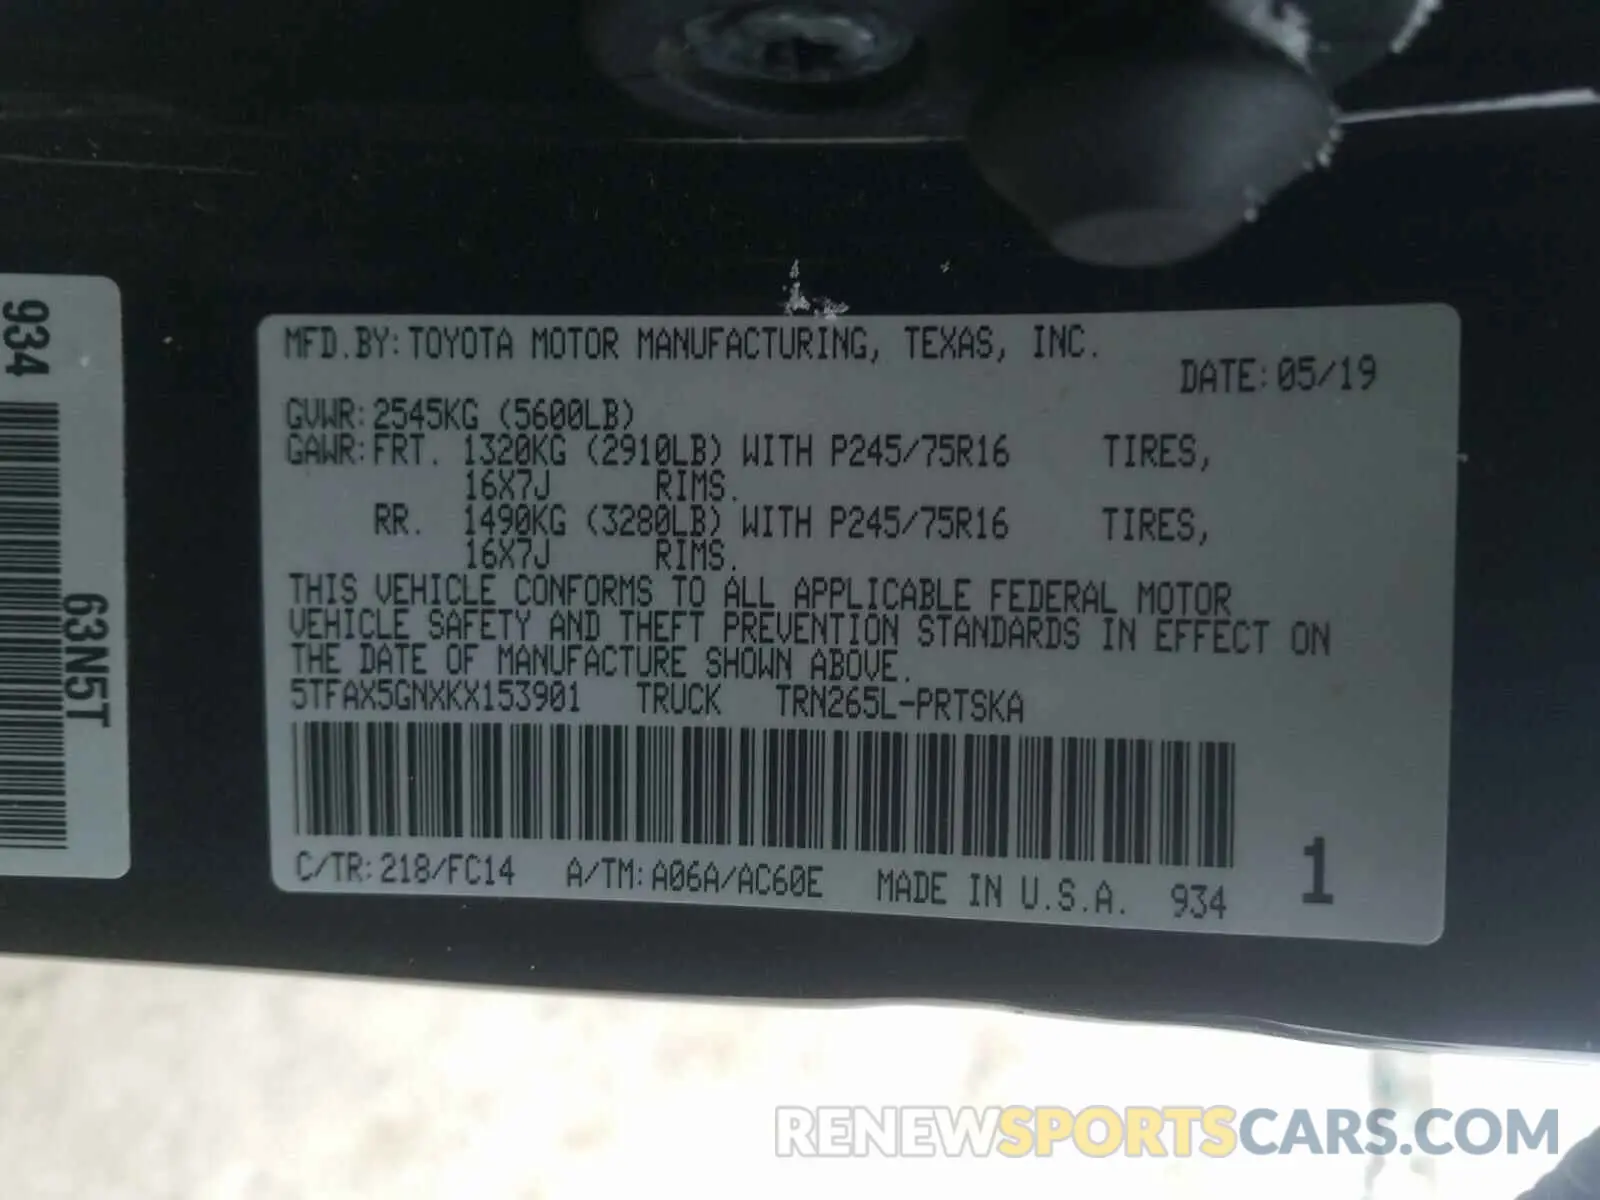 934
63N5T
MFD.BY:TOYOTA MOTOR MANUFACTURING, TEXAS, INC.
DATE:05/19
GVWR:2545KG (5600LB)
GAWR:FRT. 1320KG (2910LB) WITH P245/75R16 TIRES,
16X7J RIMS.
RR. 1490KG (3280LB) WITH P245/75R16 TIRES,
16X7J RIMS.
THIS VEHICLE CONFORMS TO ALL APPLICABLE FEDERAL MOTOR
VEHICLE SAFETY AND THEFT PREVENTION STANDARDS IN EFFECT ON
THE DATE OF MANUFACTURE SHOWN ABOVE.
5TFAX5GNXKX153901 TRUCK TRN265L-PRTSKA
C/TR:218/FC14 A/TM:A06A/AC60E MADE IN U.S.A. 934
1
RENEWSPORTSCARS.COM